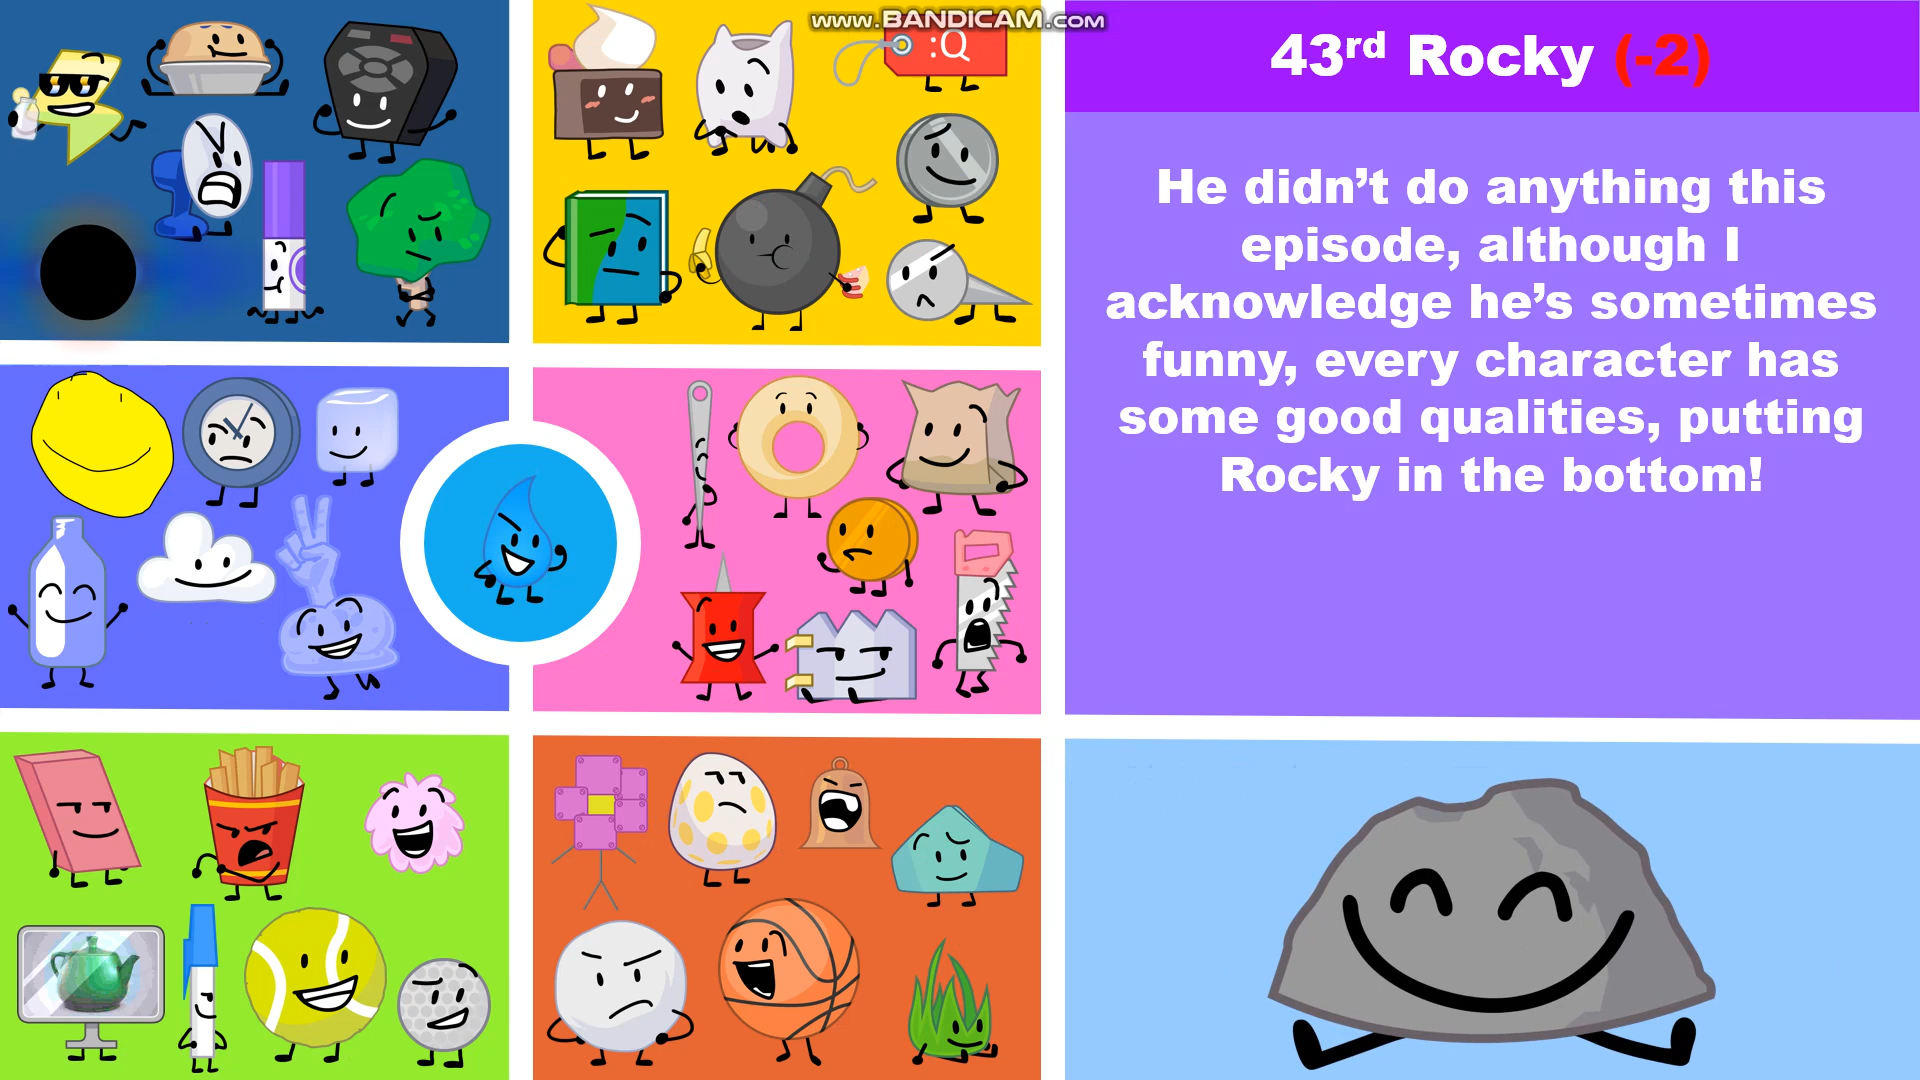 www.BANDICAM.com
:Q
43rd Rocky (-2)
He didn’t do anything this
episode, although I
acknowledge he’s sometimes
funny, every character has
some good qualities, putting
Rocky in the bottom!